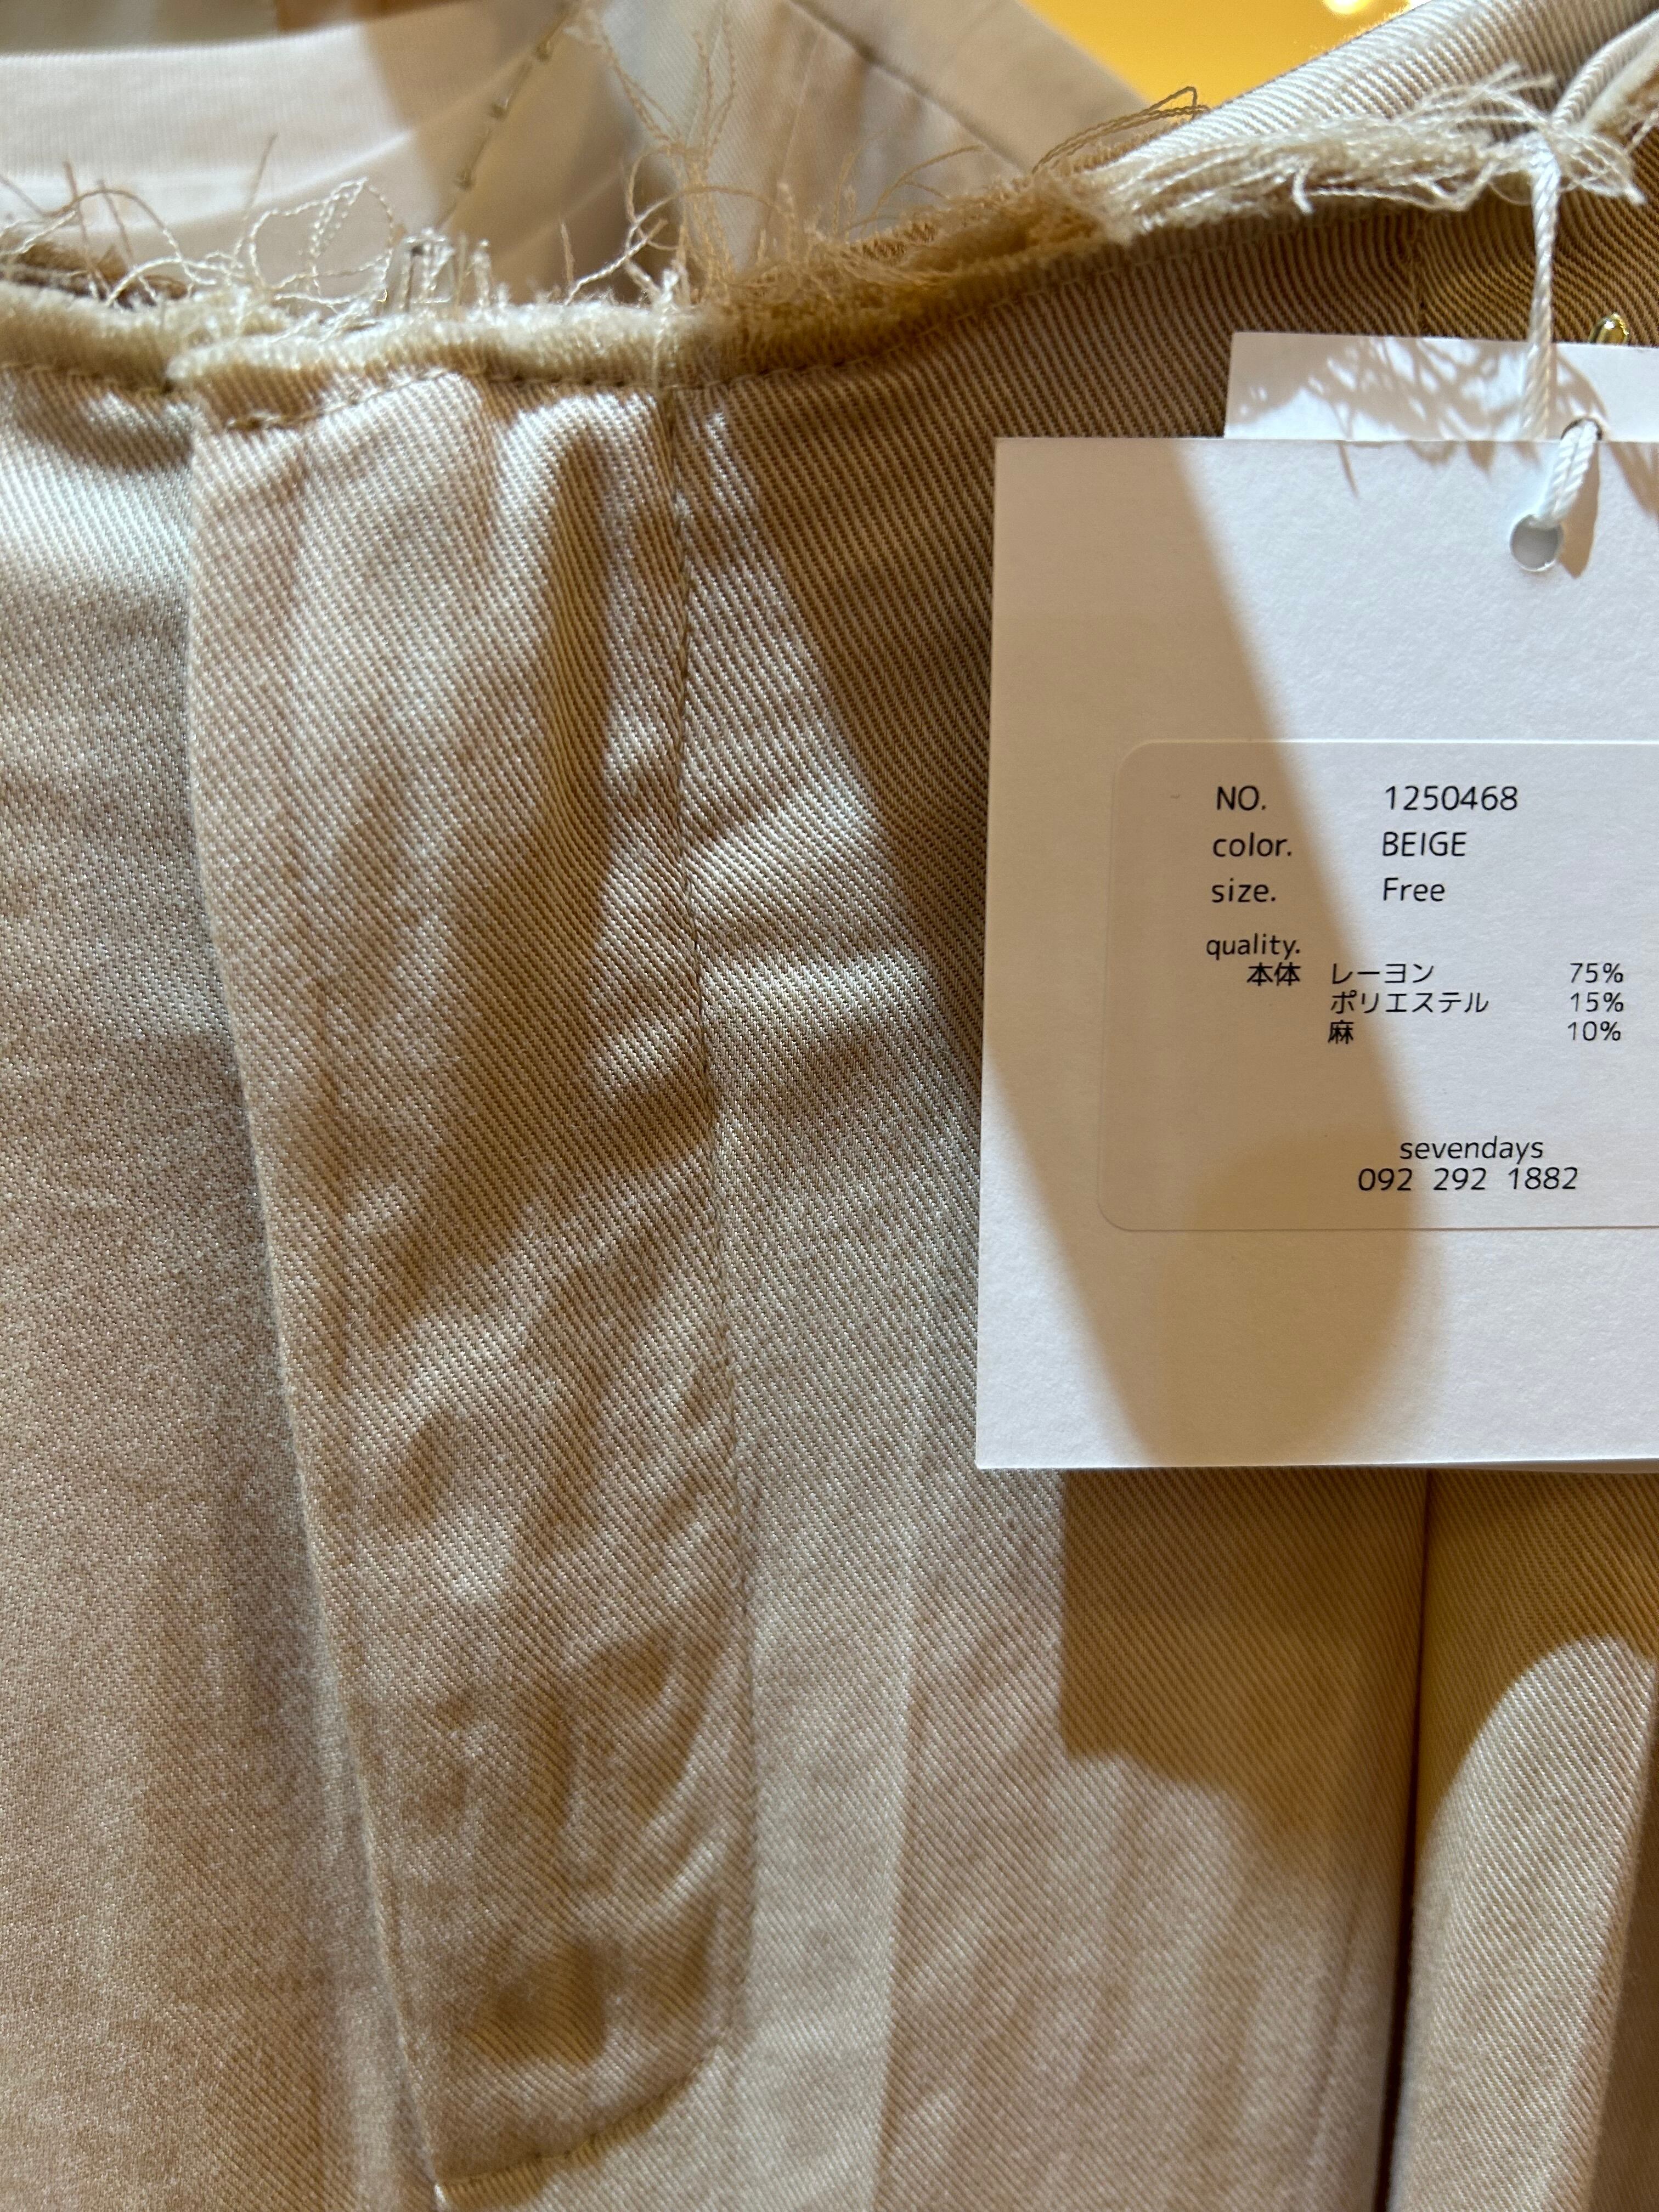 NO. 1250468
color. BEIGE
size. Free
quality.
本体 レーヨン 75%
ポリエステル 15%
麻 10%
sevendays
092 292 1882